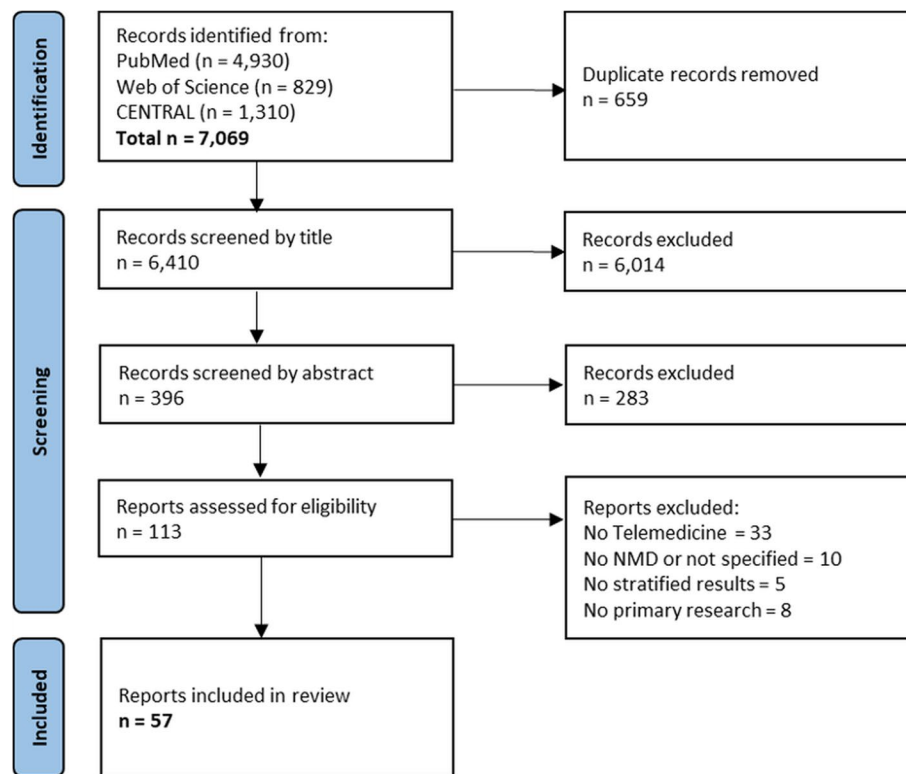 Identification
Records identified from:
PubMed (n = 4,930)
Web of Science (n = 829)
CENTRAL (n = 1,310)
Total n = 7,069
Duplicate records removed
n = 659
Screening
Records screened by title
n = 6,410
Records excluded
n = 6,014
Records screened by abstract
n = 396
Records excluded
n = 283
Reports assessed for eligibility
n = 113
Reports excluded:
No Telemedicine = 33
No NMD or not specified = 10
No stratified results = 5
No primary research = 8
Included
Reports included in review
n = 57